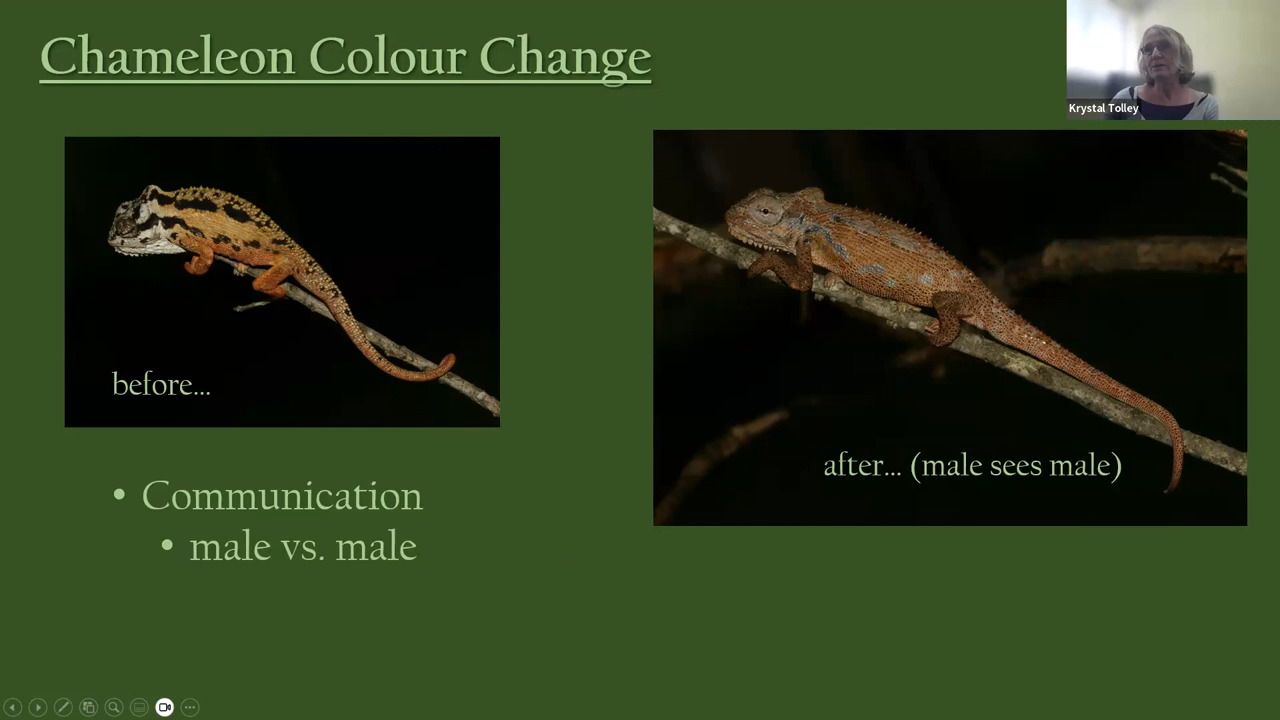 Chameleon Colour Change
Krystal Tolley
before...
after... (male sees male)
• Communication
• male vs. male